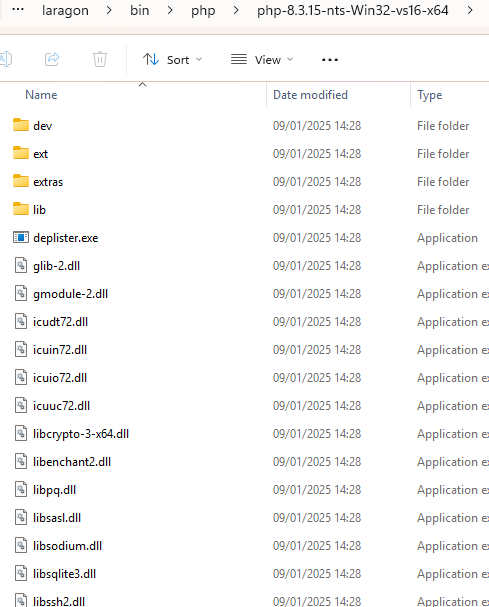 ··· laragon > bin > php > php-8.3.15-nts-Win32-vs16-x64 >
Sort View ···
Name Date modified Type
dev 09/01/2025 14:28 File folder
ext 09/01/2025 14:28 File folder
extras 09/01/2025 14:28 File folder
lib 09/01/2025 14:28 File folder
deplister.exe 09/01/2025 14:28 Application
glib-2.dll 09/01/2025 14:28 Application ex
gmodule-2.dll 09/01/2025 14:28 Application ex
icudt72.dll 09/01/2025 14:28 Application ex
icuin72.dll 09/01/2025 14:28 Application ex
icuio72.dll 09/01/2025 14:28 Application ex
icuuc72.dll 09/01/2025 14:28 Application ex
libcrypto-3-x64.dll 09/01/2025 14:28 Application ex
libenchant2.dll 09/01/2025 14:28 Application ex
libpq.dll 09/01/2025 14:28 Application ex
libsasl.dll 09/01/2025 14:28 Application ex
libsodium.dll 09/01/2025 14:28 Application ex
libsqlite3.dll 09/01/2025 14:28 Application ex
libssh2.dll 09/01/2025 14:28 Application ex